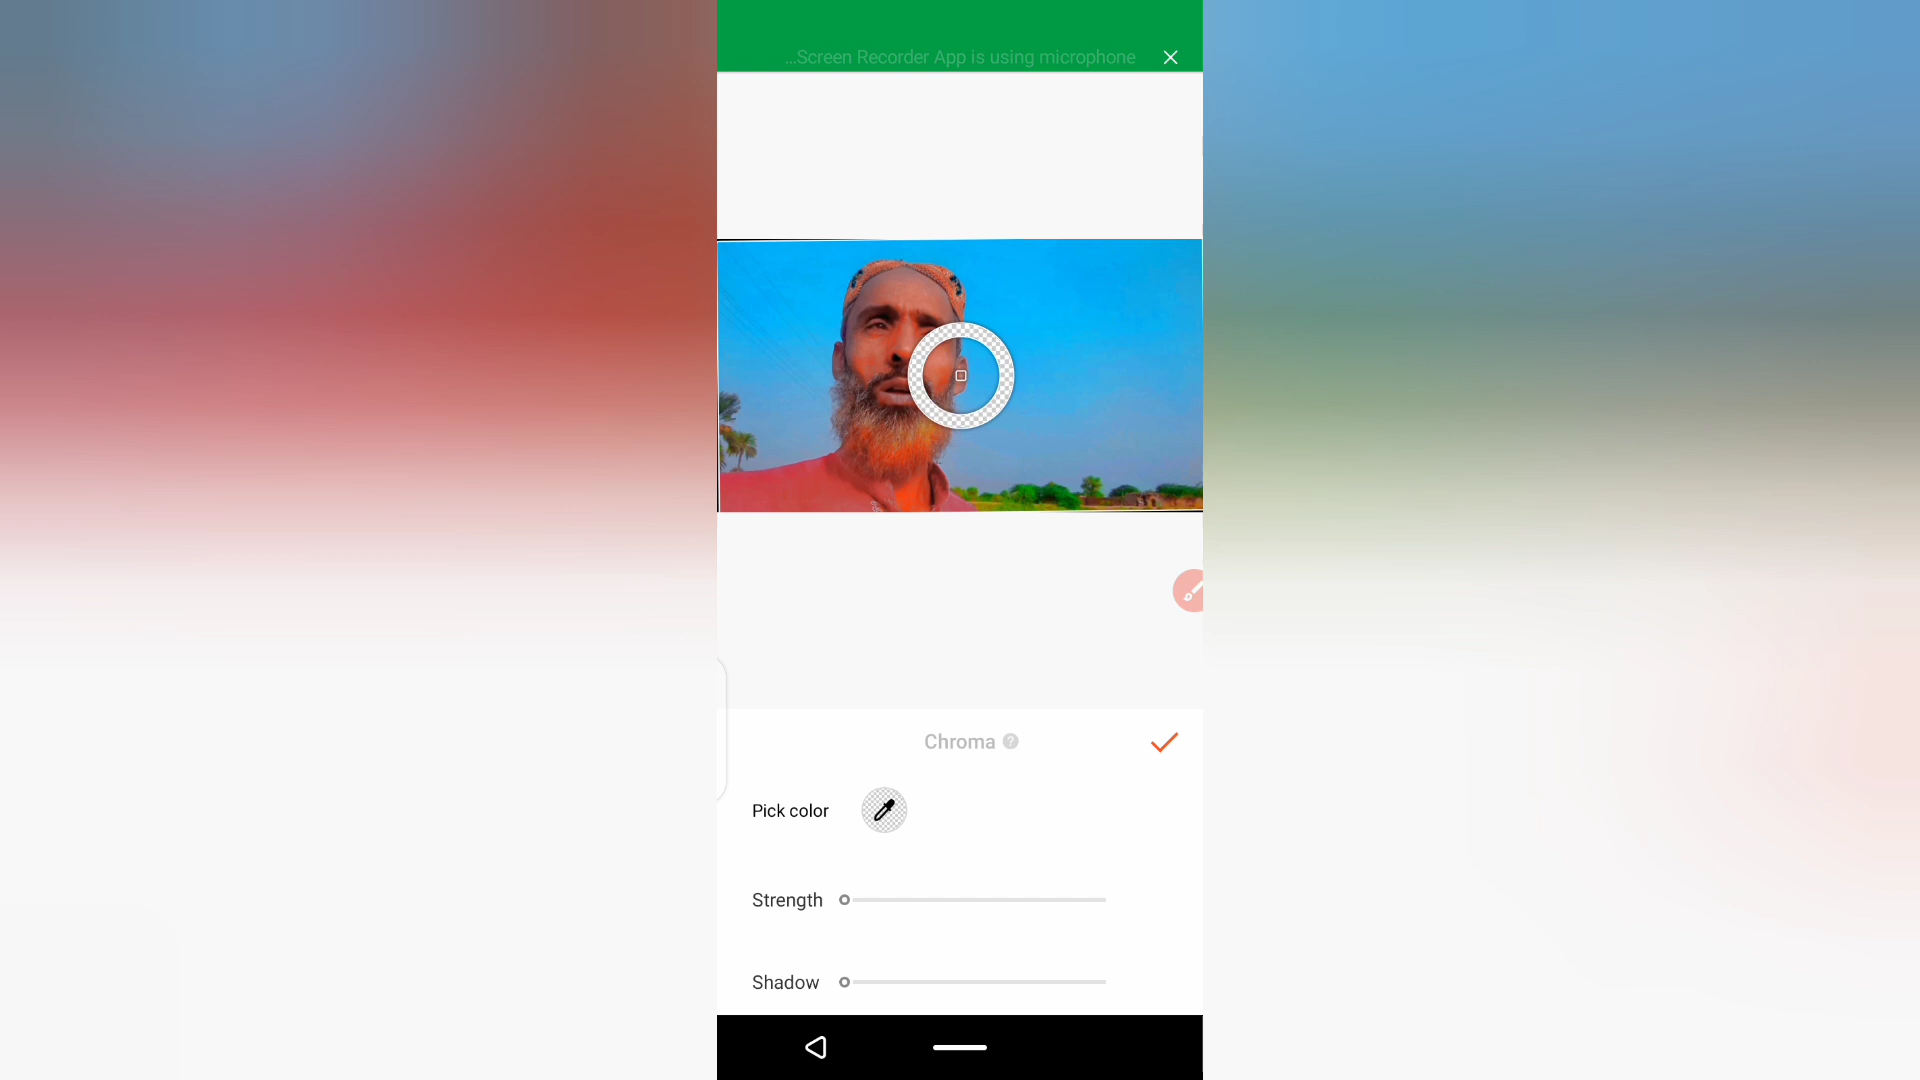 ...Screen Recorder App is using microphone
Chroma ?
Pick color
Strength
Shadow